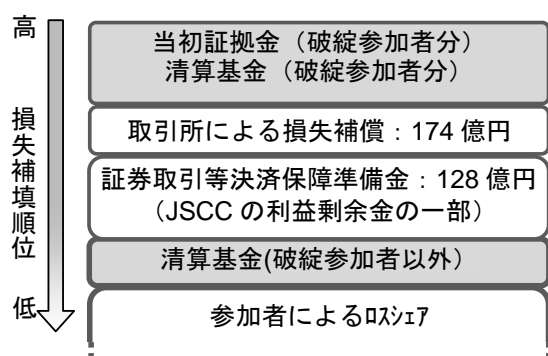 高
損失補填順位
低
当初証拠金（破綻参加者分）
清算基金（破綻参加者分）
取引所による損失補償：174 億円
証券取引等決済保障準備金：128 億円
（JSCC の利益剰余金の一部）
清算基金(破綻参加者以外）
参加者によるﾛｽｼｪｱ